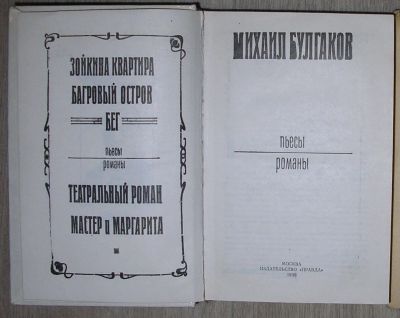 ЗОЙКИНА КВАРТИРА
БАГРОВЫЙ ОСТРОВ
БЕГ
пьесы
романы
ТЕАТРАЛЬНЫЙ РОМАН
МАСТЕР и МАРГАРИТА
МИХАИЛ БУЛГАКОВ
пьесы
романы
МОСКВА
ИЗДАТЕЛЬСТВО «ПРАВДА»